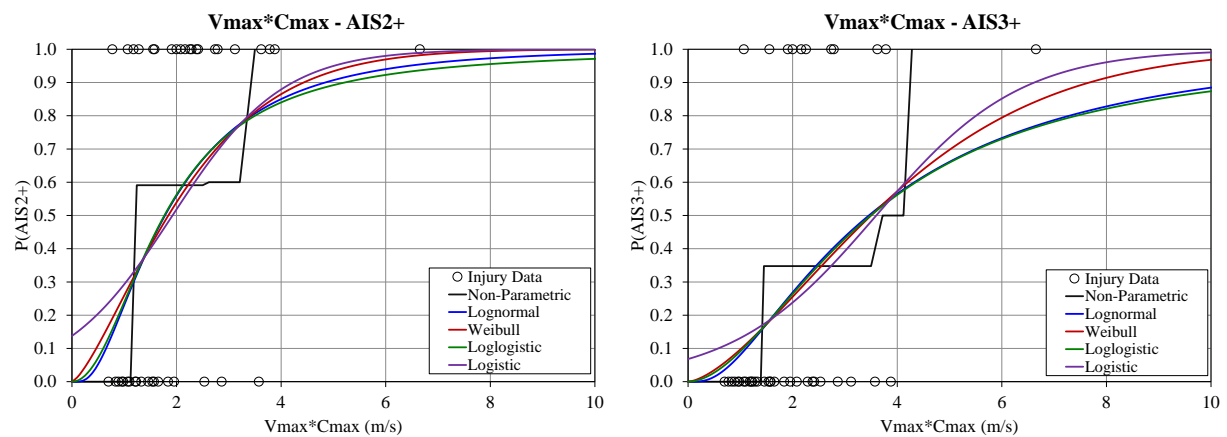 Vmax*Cmax - AIS2+
1.0
0.9
0.8
0.7
0.6
0.5
0.4
0.3
0.2
0.1
0.0
P(AIS2+)
Injury Data
Non-Parametric
Lognormal
Weibull
Loglogistic
Logistic
0 2 4 6 8 10
Vmax*Cmax (m/s)
Vmax*Cmax - AIS3+
1.0
0.9
0.8
0.7
0.6
0.5
0.4
0.3
0.2
0.1
0.0
P(AIS3+)
Injury Data
Non-Parametric
Lognormal
Weibull
Loglogistic
Logistic
0 2 4 6 8 10
Vmax*Cmax (m/s)